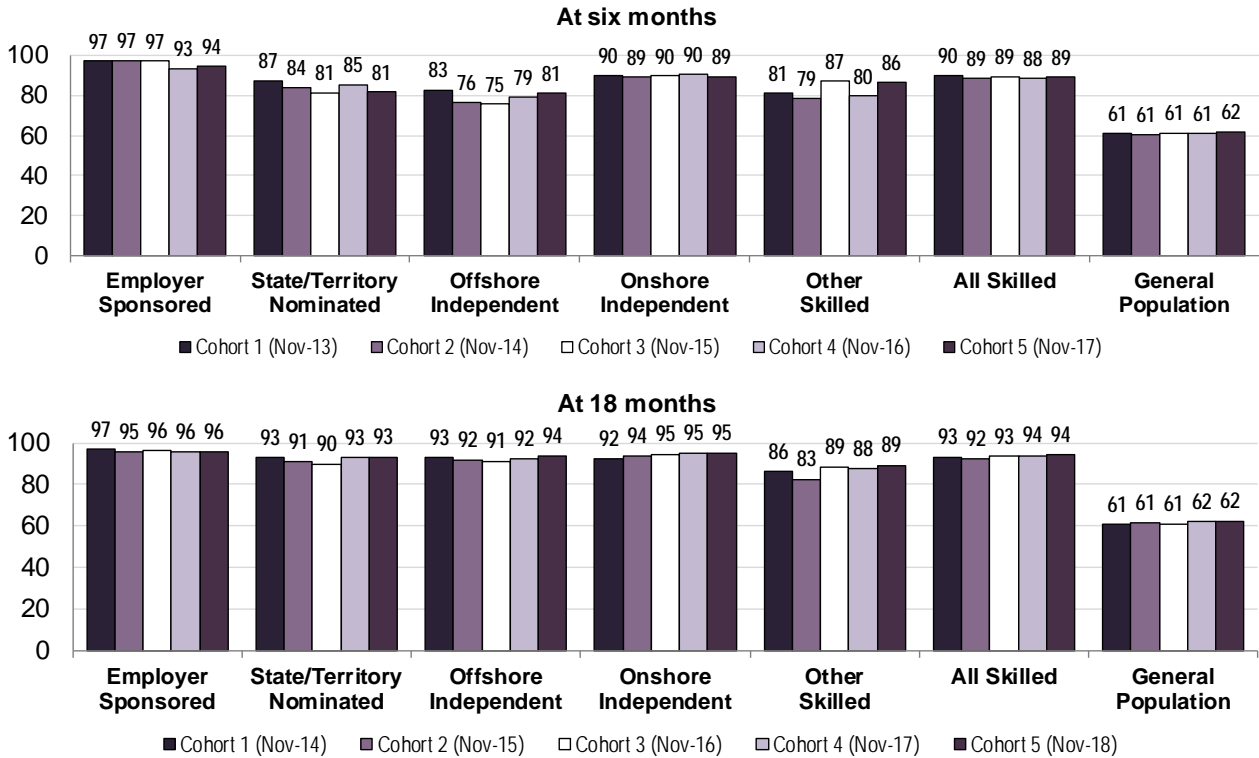 At six months
97 97 97 93 94 87 84 81 85 81 83 76 75 79 81 90 89 90 90 89 81 79 87 80 86 90 89 89 88 89 61 61 61 61 62
100
80
60
40
20
0
Employer Sponsored
State/Territory Nominated
Offshore Independent
Onshore Independent
Other Skilled
All Skilled
General Population
Cohort 1 (Nov-13) Cohort 2 (Nov-14) Cohort 3 (Nov-15) Cohort 4 (Nov-16) Cohort 5 (Nov-17)
At 18 months
97 95 96 96 96 93 91 90 93 93 93 92 91 92 94 92 94 95 95 95 86 83 89 88 89 93 92 93 94 94 61 61 61 62 62
100
80
60
40
20
0
Employer Sponsored
State/Territory Nominated
Offshore Independent
Onshore Independent
Other Skilled
All Skilled
General Population
Cohort 1 (Nov-14) Cohort 2 (Nov-15) Cohort 3 (Nov-16) Cohort 4 (Nov-17) Cohort 5 (Nov-18)